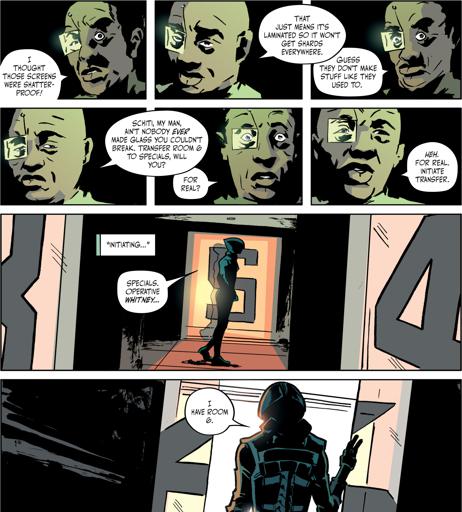 I
THOUGHT
THOSE SCREENS
WERE SHATTER-
PROOF!
THAT
JUST MEANS IT'S
LAMINATED SO IT WON'T
GET SHARDS
EVERYWHERE.
GUESS
THEY DON'T MAKE
STUFF LIKE THEY
USED TO.
SCHITI, MY MAN,
AIN'T NOBODY EVER
MADE GLASS YOU COULDN'T
BREAK. TRANSFER ROOM 6
TO SPECIALS, WILL
YOU?
FOR
REAL?
HEH.
FOR REAL.
INITIATE
TRANSFER.
"INITIATING..."
SPECIALS.
OPERATIVE
WHITNEY...
6
4
I
HAVE ROOM
6.